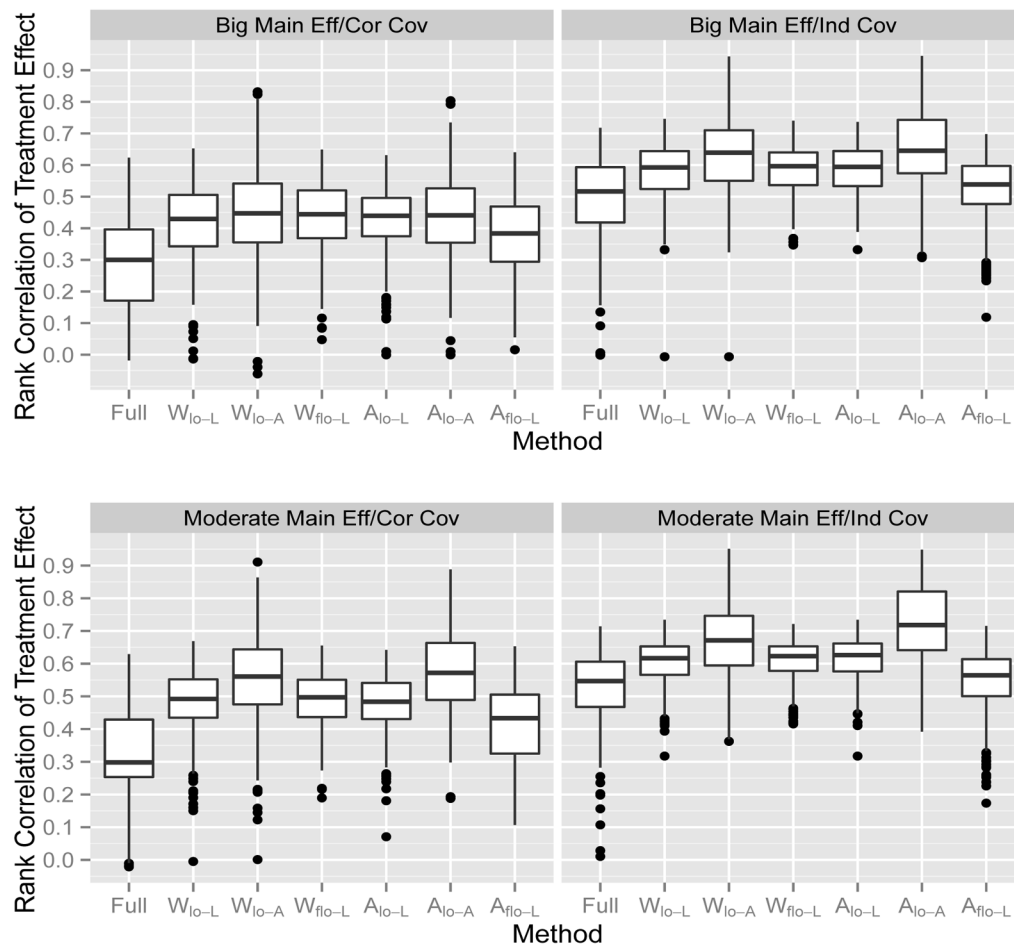 Big Main Eff/Cor Cov
Big Main Eff/Ind Cov
Rank Correlation of Treatment Effect
0.9
0.8
0.7
0.6
0.5
0.4
0.3
0.2
0.1
0.0
Full Wlo−L Wlo−A Wflo−L Alo−L Alo−A Aflo−L
Full Wlo−L Wlo−A Wflo−L Alo−L Alo−A Aflo−L
Method
Moderate Main Eff/Cor Cov
Moderate Main Eff/Ind Cov
Rank Correlation of Treatment Effect
0.9
0.8
0.7
0.6
0.5
0.4
0.3
0.2
0.1
0.0
Full Wlo−L Wlo−A Wflo−L Alo−L Alo−A Aflo−L
Full Wlo−L Wlo−A Wflo−L Alo−L Alo−A Aflo−L
Method